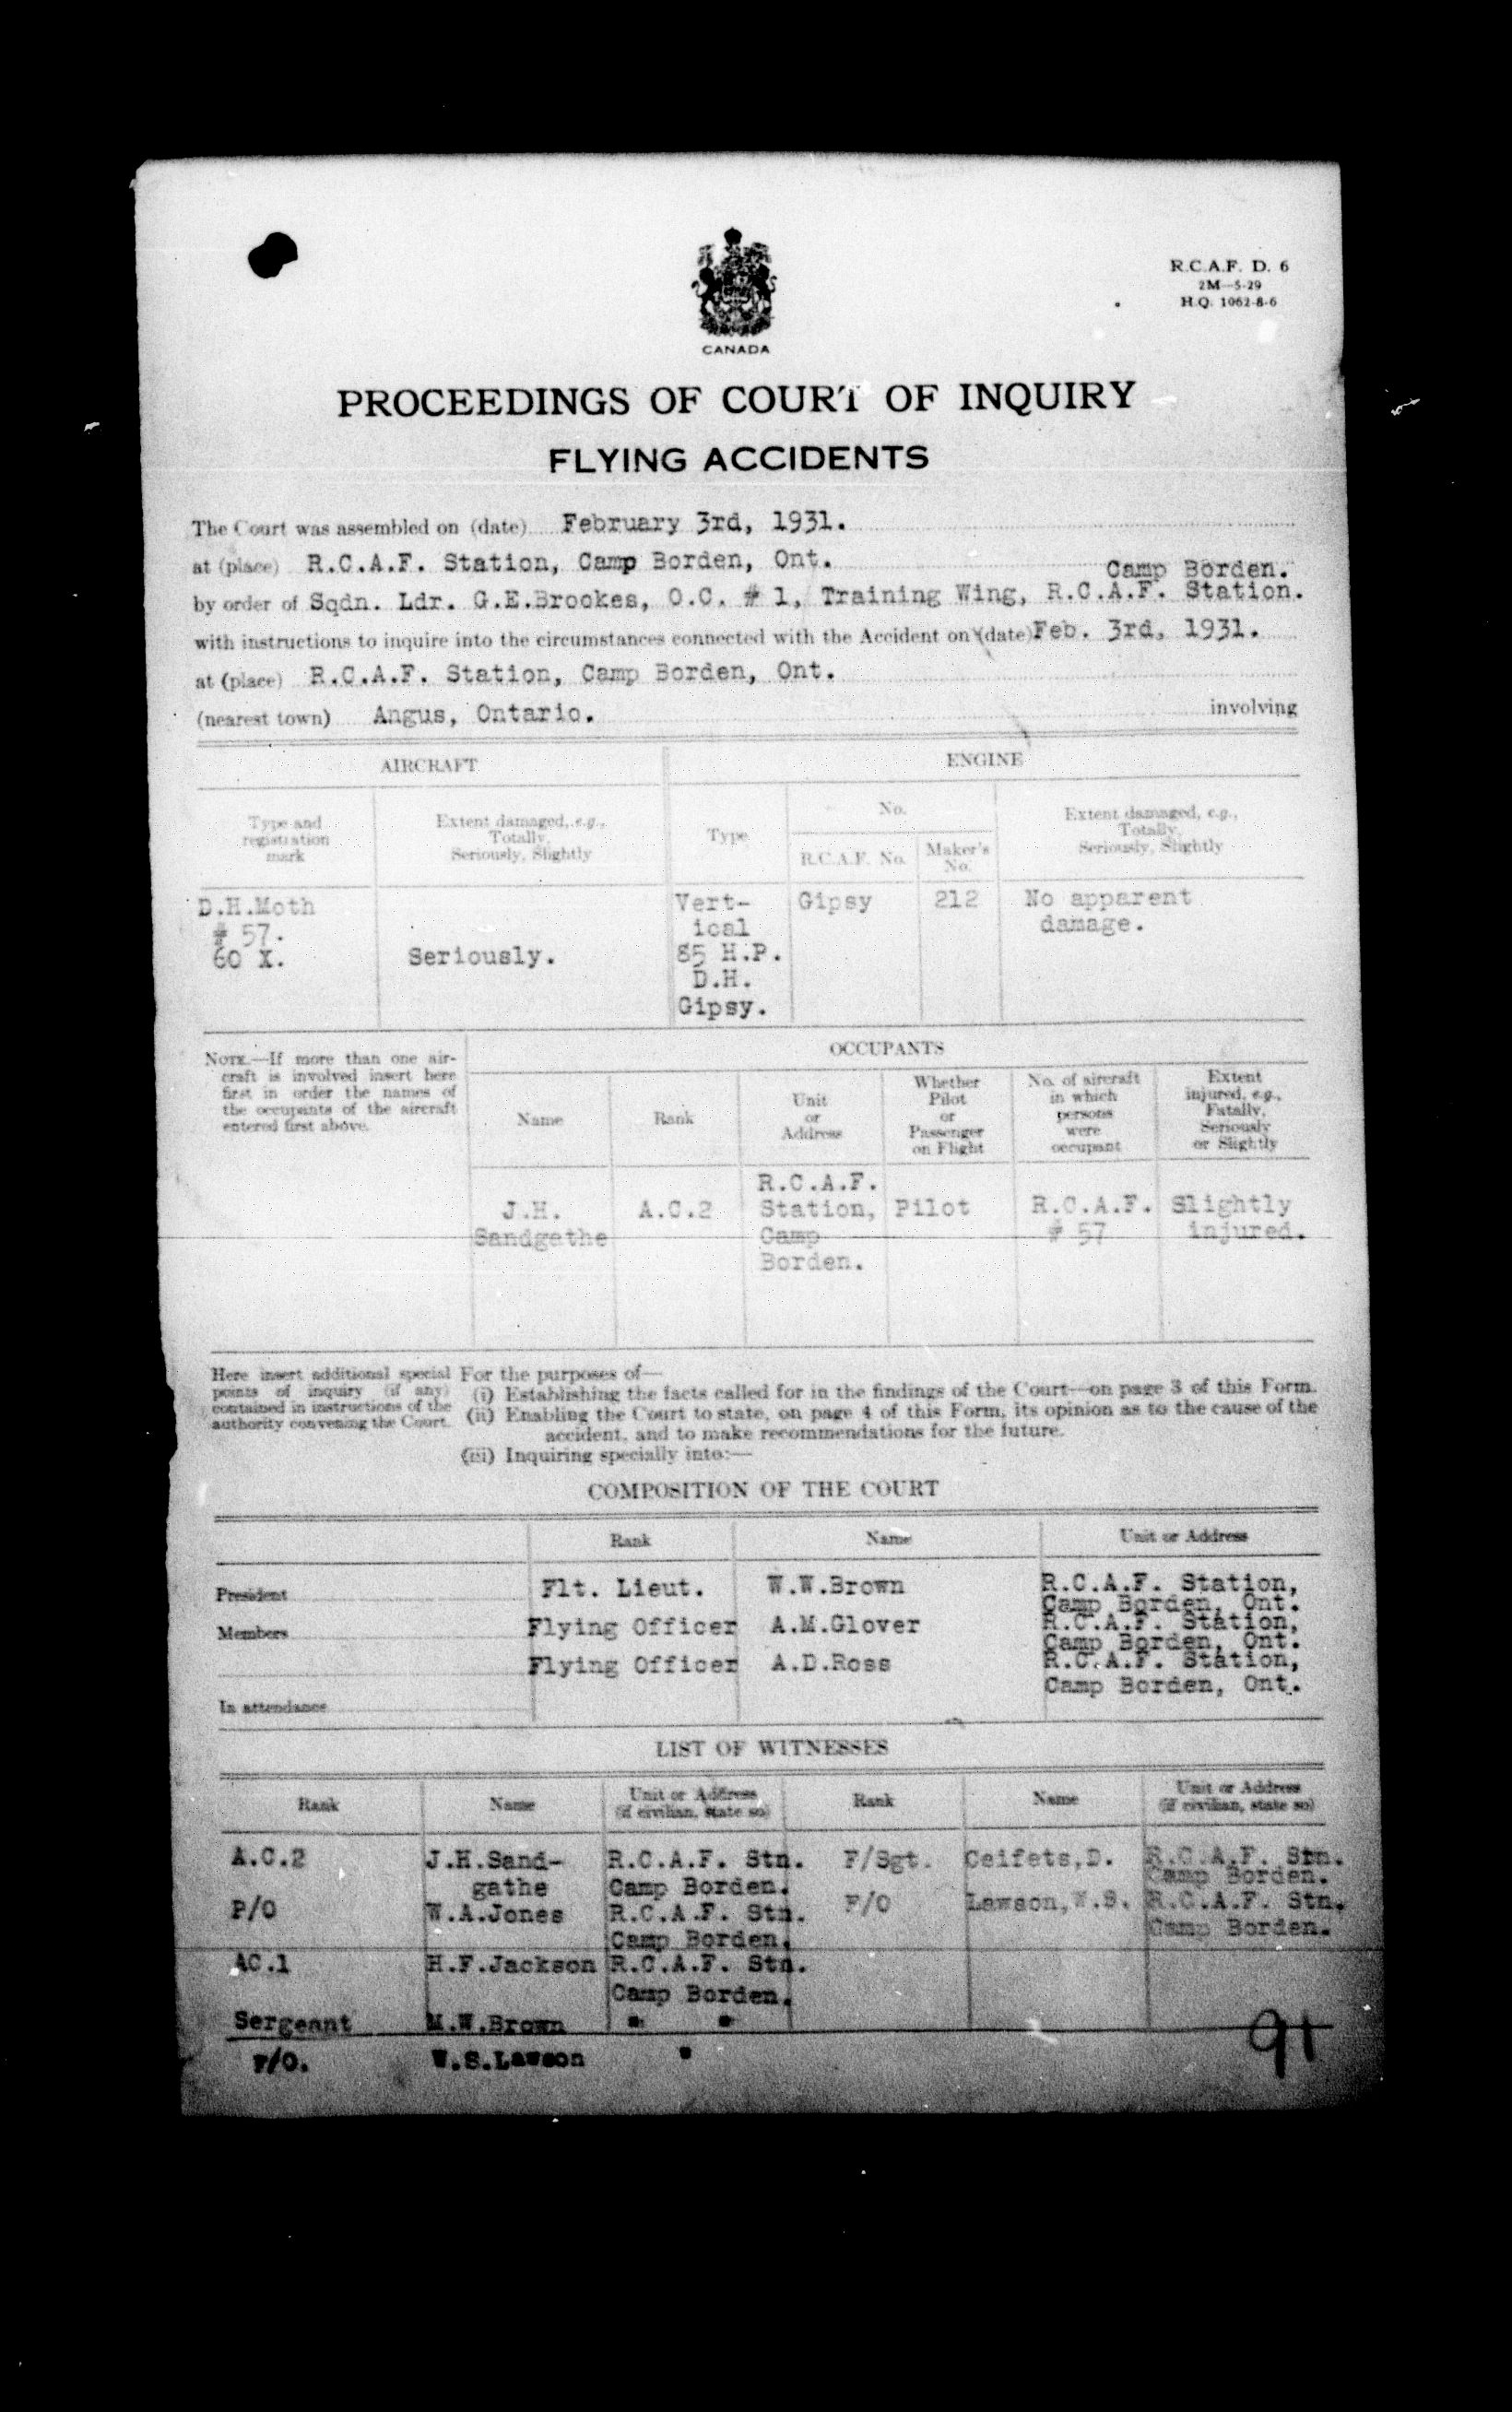 R.C.A.F. D. 6
2M—5-29
H.Q. 1062-8-6
CANADA
PROCEEDINGS OF COURT OF INQUIRY
FLYING ACCIDENTS
The Court was assembled on (date) February 3rd, 1931.
at (place) R.C.A.F. Station, Camp Borden, Ont.
Camp Borden.
by order of Sqdn. Ldr. G.E.Brookes, O.C. # 1, Training Wing, R.C.A.F. Station.
with instructions to inquire into the circumstances connected with the Accident on (date) Feb. 3rd, 1931.
at (place) R.C.A.F. Station, Camp Borden, Ont.
(nearest town) Angus, Ontario. involving
AIRCRAFT ENGINE
Type and registration mark
Extent damaged, e.g., Totally, Seriously, Slightly
Type
No.
R.C.A.F. No.
Maker's No.
Extent damaged, e.g., Totally, Seriously, Slightly
D.H.Moth
# 57.
60 X.
Seriously.
Vert-
ical
85 H.P.
D.H.
Gipsy.
Gipsy
212
No apparent
damage.
NOTE.—If more than one air-
craft is involved insert here
first in order the names of
the occupants of the aircraft
entered first above.
OCCUPANTS
Name
Rank
Unit or Address
Whether Pilot or Passenger on Flight
No. of aircraft in which persons were occupant
Extent injured, e.g., Fatally, Seriously or Slightly
J.H.
Sandgathe
A.C.2
R.C.A.F.
Station,
Camp
Borden.
Pilot
R.C.A.F.
# 57
Slightly
injured.
Here insert additional special
points of inquiry (if any)
contained in instructions of the
authority convening the Court.
For the purposes of—
(i) Establishing the facts called for in the findings of the Court—on page 3 of this Form.
(ii) Enabling the Court to state, on page 4 of this Form, its opinion as to the cause of the
accident, and to make recommendations for the future.
(iii) Inquiring specially into:—
COMPOSITION OF THE COURT
Rank Name Unit or Address
President Flt. Lieut. W.W.Brown R.C.A.F. Station,
Camp Borden, Ont.
Members Flying Officer A.M.Glover R.C.A.F. Station,
Camp Borden, Ont.
Flying Officer A.D.Ross R.C.A.F. Station,
Camp Borden, Ont.
In attendance
LIST OF WITNESSES
Rank Name Unit or Address (if civilian, state so) Rank Name Unit or Address (if civilian, state so)
A.C.2 J.H.Sand- R.C.A.F. Stn. F/Sgt. Ceifets,D. R.C.A.F. Stn.
gathe Camp Borden. Camp Borden.
P/O W.A.Jones R.C.A.F. Stn. F/O Lawson,W.S. R.C.A.F. Stn.
Camp Borden. Camp Borden.
AC.1 H.F.Jackson R.C.A.F. Stn.
Camp Borden.
Sergeant M.W.Brown " "
F/O. W.S.Lawson "
91